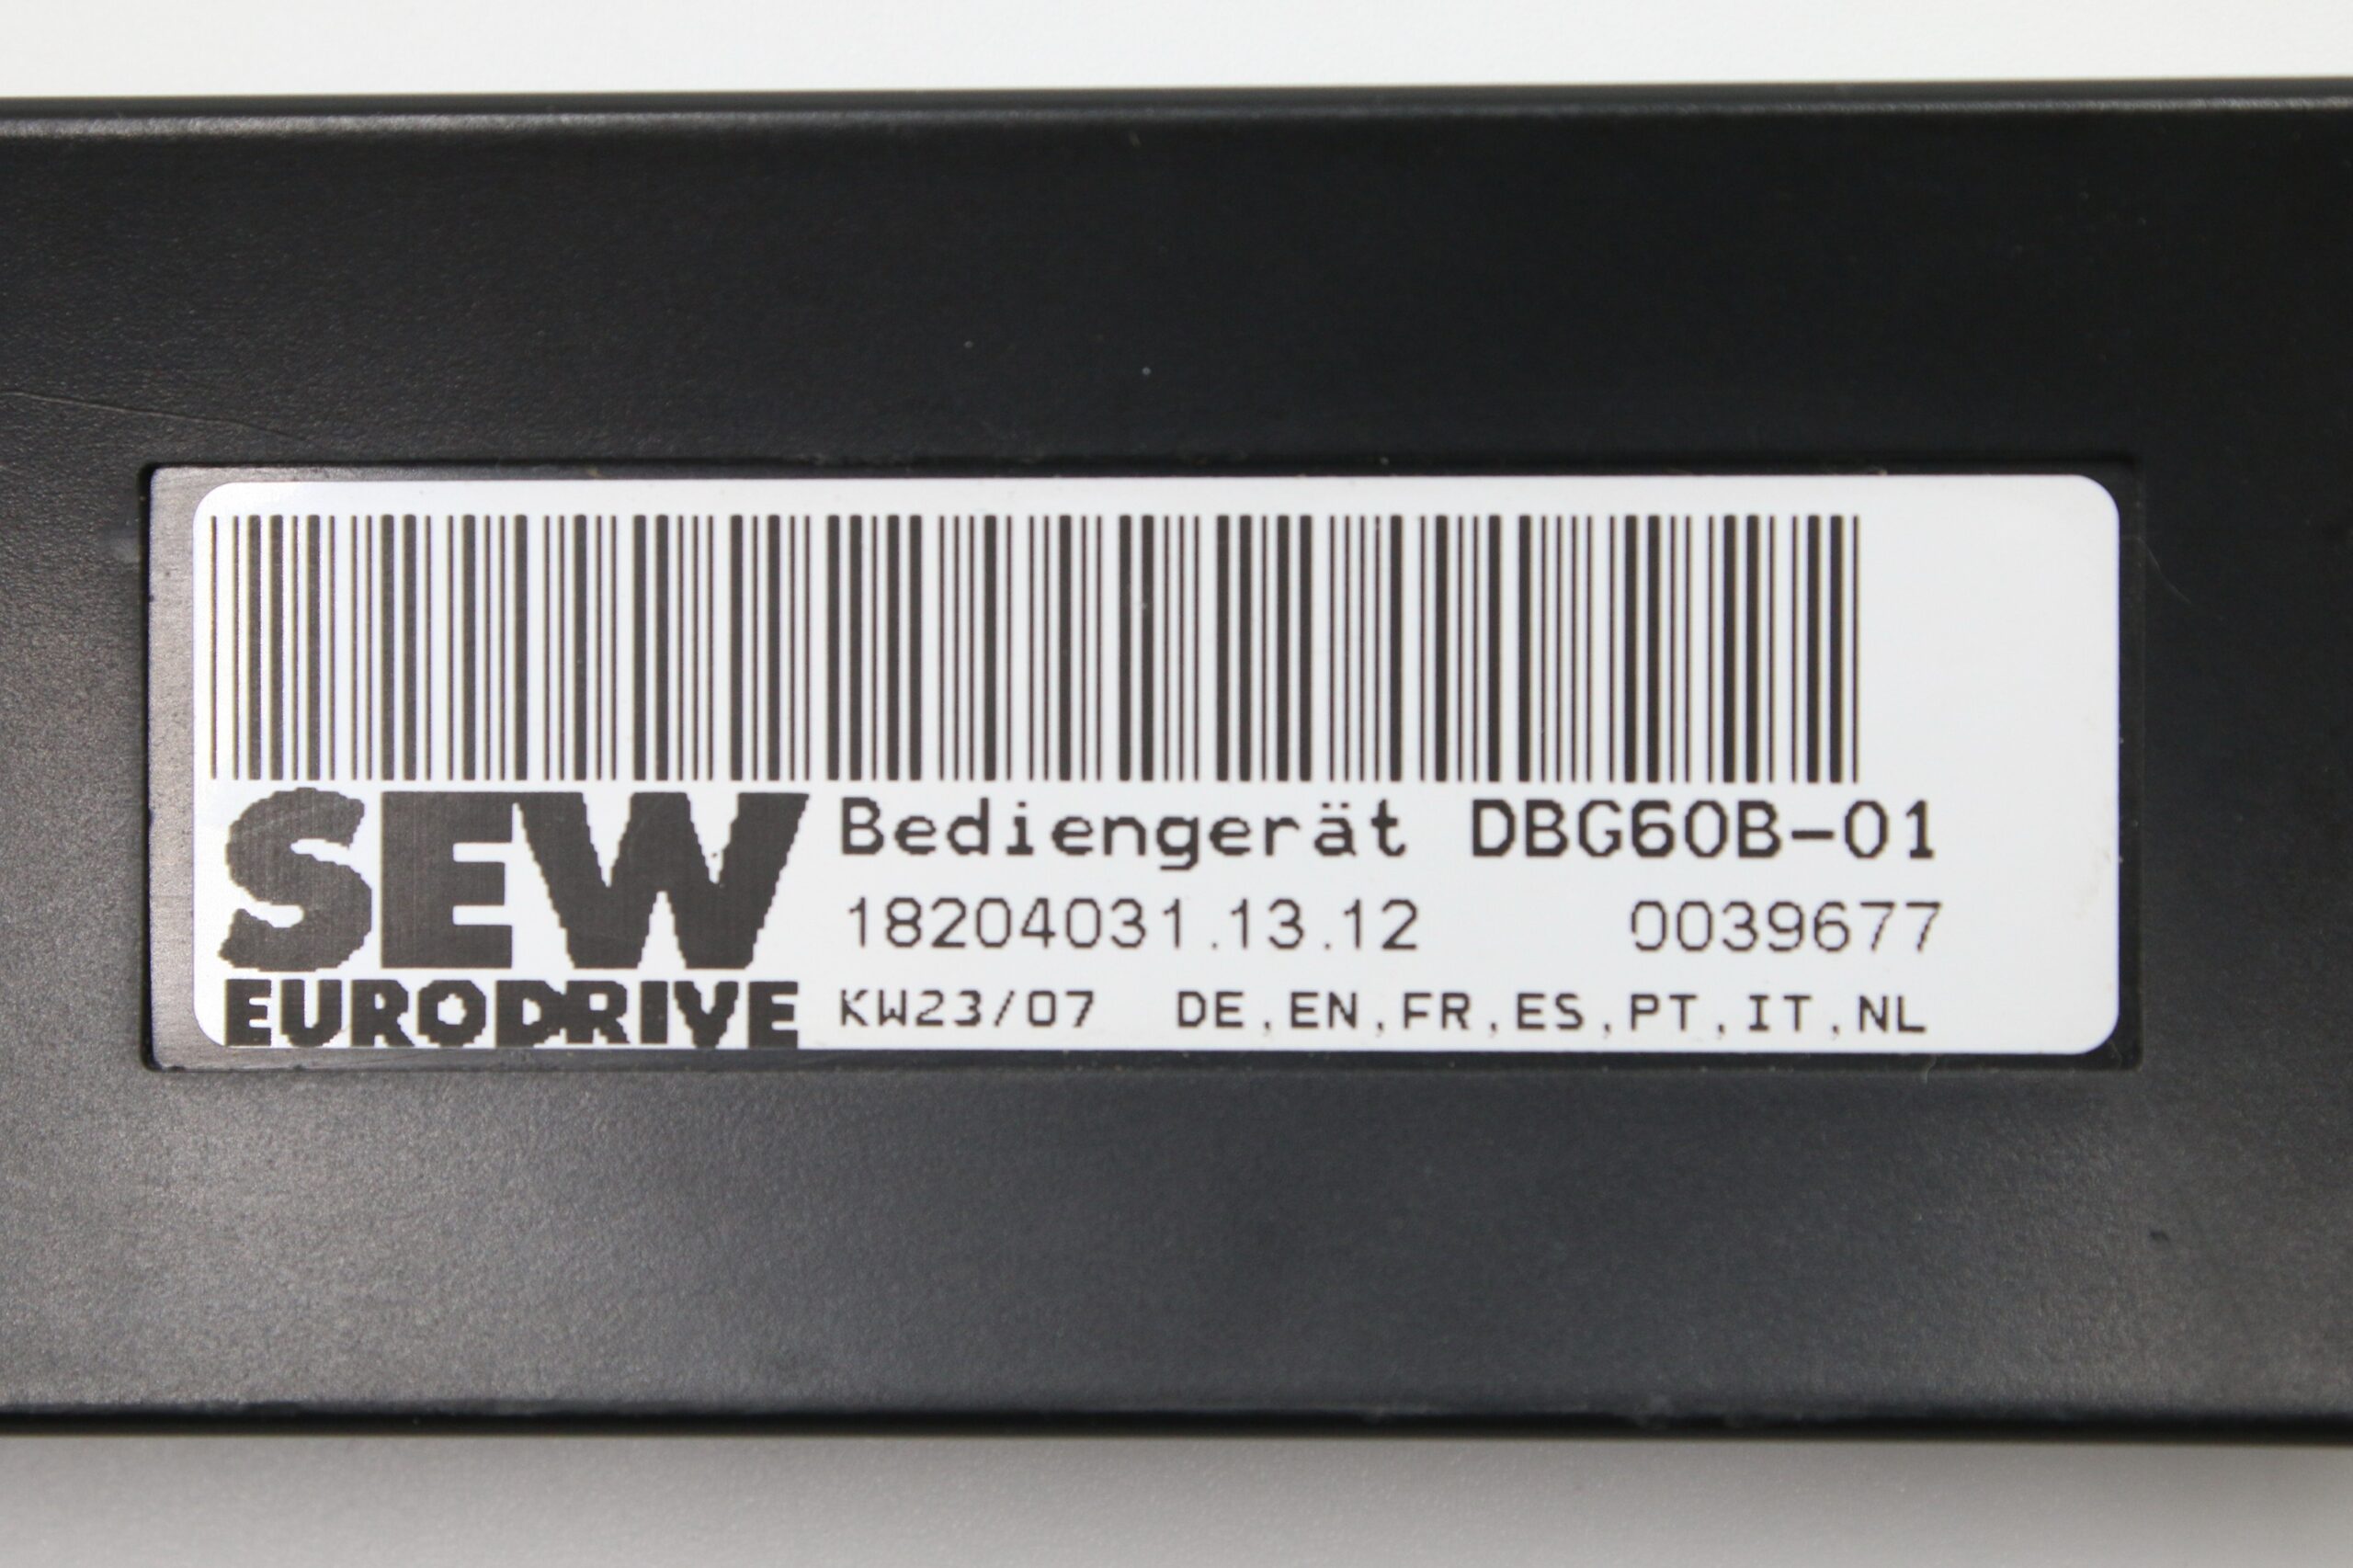 SEW
EURODRIVE
Bediengerät DBG60B-01
18204031.13.12 0039677
KW23/07 DE,EN,FR,ES,PT,IT,NL